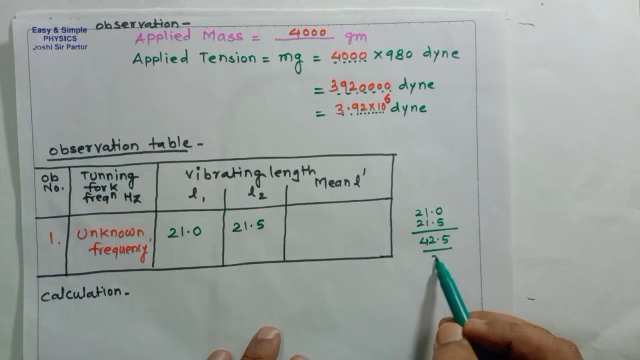 Easy & Simple
PHYSICS
Joshi Sir Partur
observation-
Applied Mass = 4000 gm
Applied Tension = mg = 4000 × 980 dyne
= 3920000 dyne
= 3.92×10⁶ dyne
observation table -
OB No. | Tunning fork freqn Hz | Vibrating length l₁ | l₂ | Mean l'
1. | Unknown frequency | 21.0 | 21.5
21.0
21.5
42.5
calculation.